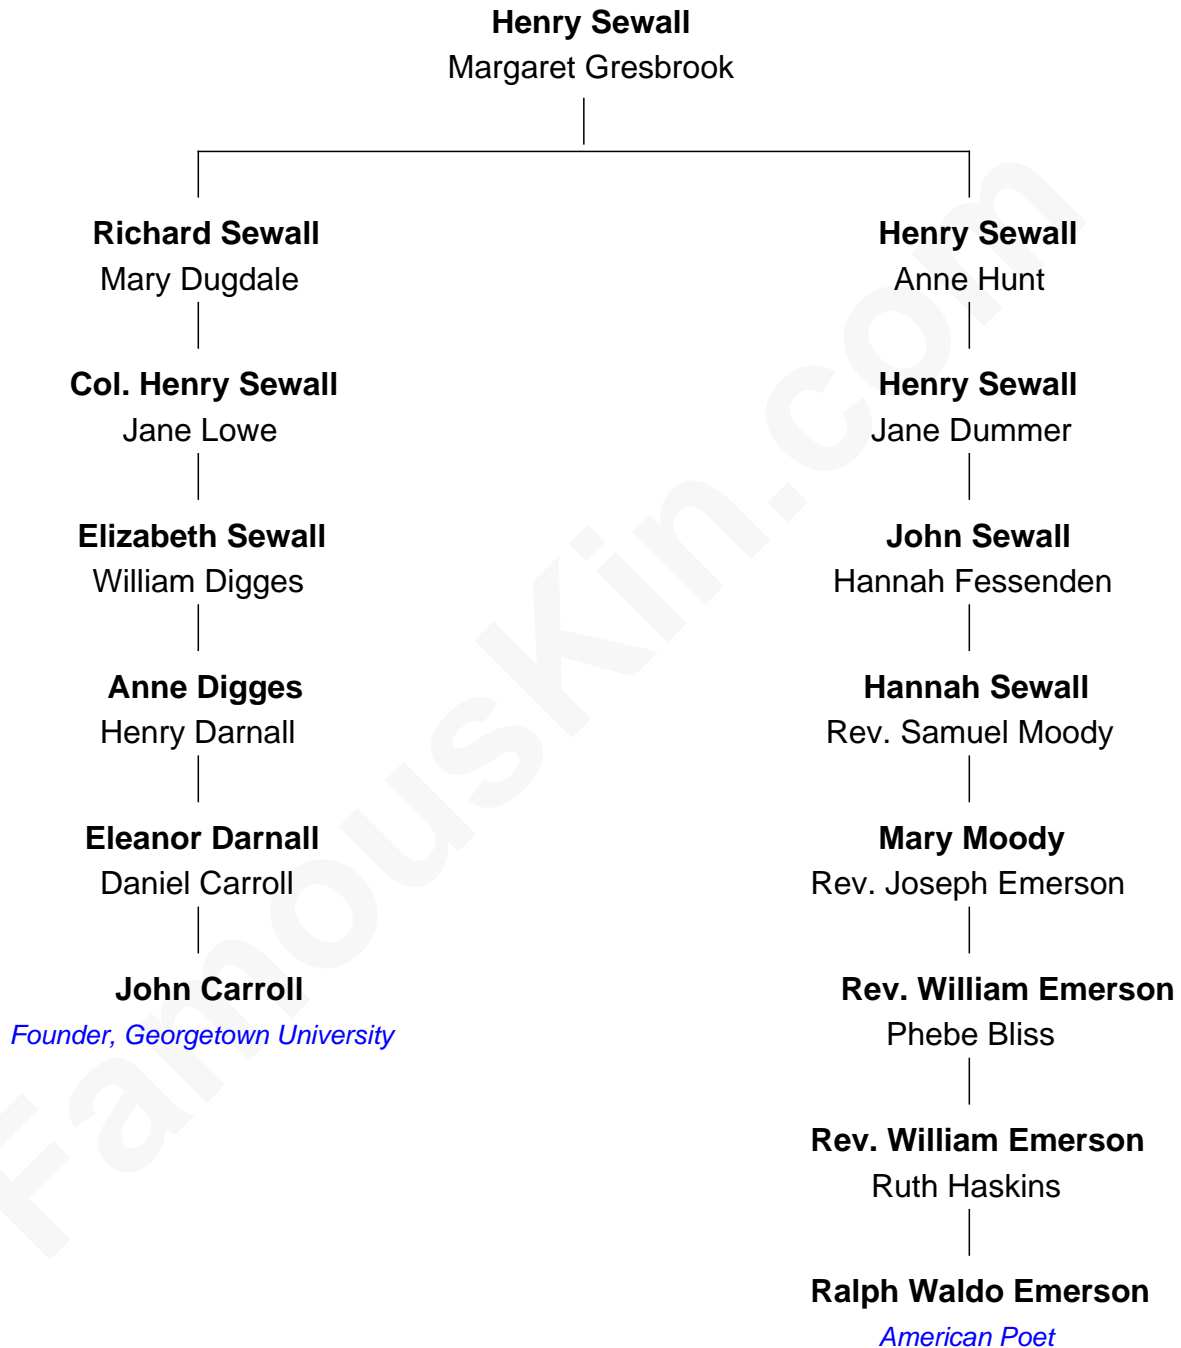 Henry Sewall
Margaret Gresbrook
Richard Sewall
Mary Dugdale
Col. Henry Sewall
Jane Lowe
Elizabeth Sewall
William Digges
Anne Digges
Henry Darnall
Eleanor Darnall
Daniel Carroll
John Carroll
Founder, Georgetown University
Henry Sewall
Anne Hunt
Henry Sewall
Jane Dummer
John Sewall
Hannah Fessenden
Hannah Sewall
Rev. Samuel Moody
Mary Moody
Rev. Joseph Emerson
Rev. William Emerson
Phebe Bliss
Rev. William Emerson
Ruth Haskins
Ralph Waldo Emerson
American Poet
FamousKin.com